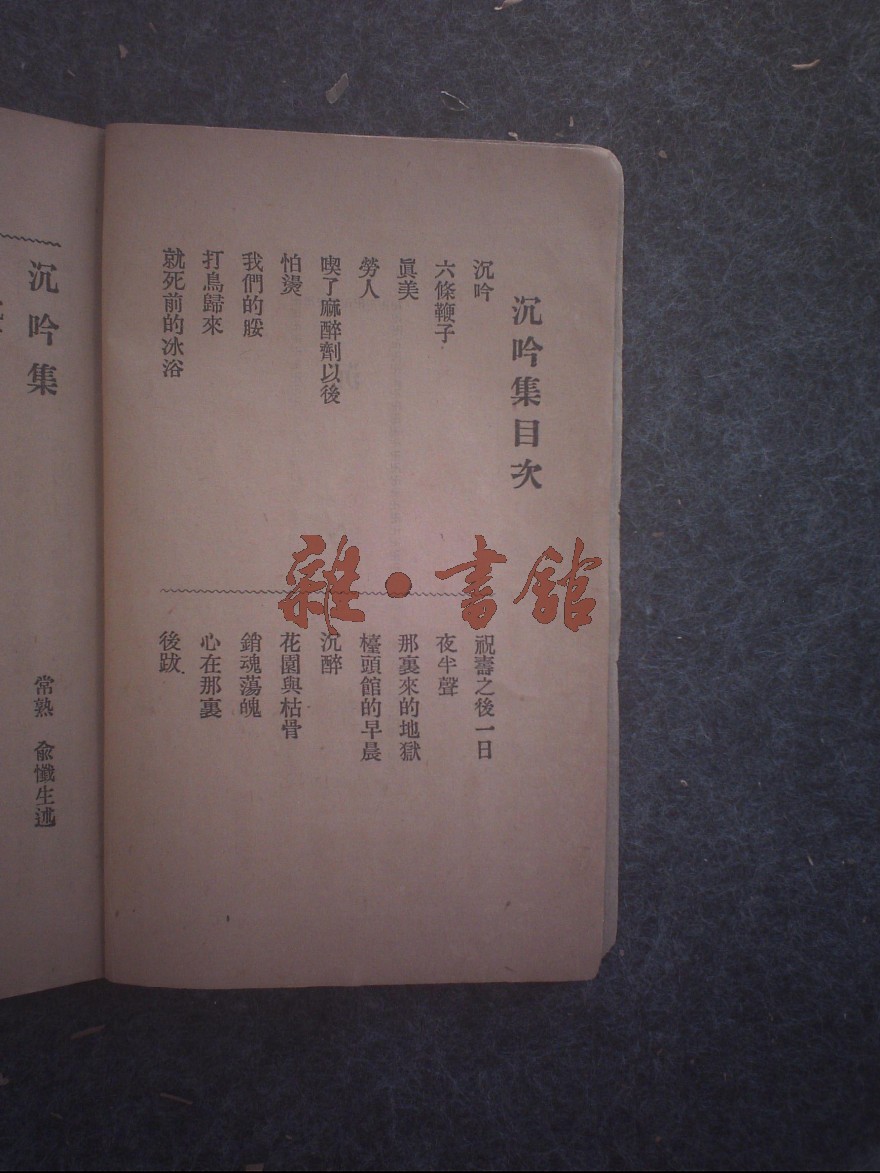 沉吟集目次
沉吟
六條鞭子
眞美
勞人
喫了麻醉劑以後
怕燙
我們的脮
打鳥歸來
就死前的冰浴
祝壽之後一日
夜半聲
那裏來的地獄
檯頭館的早晨
沉醉
花園與枯骨
銷魂蕩魄
心在那裏
後跋
雜·書館
沉吟集
常熟 兪懺生述